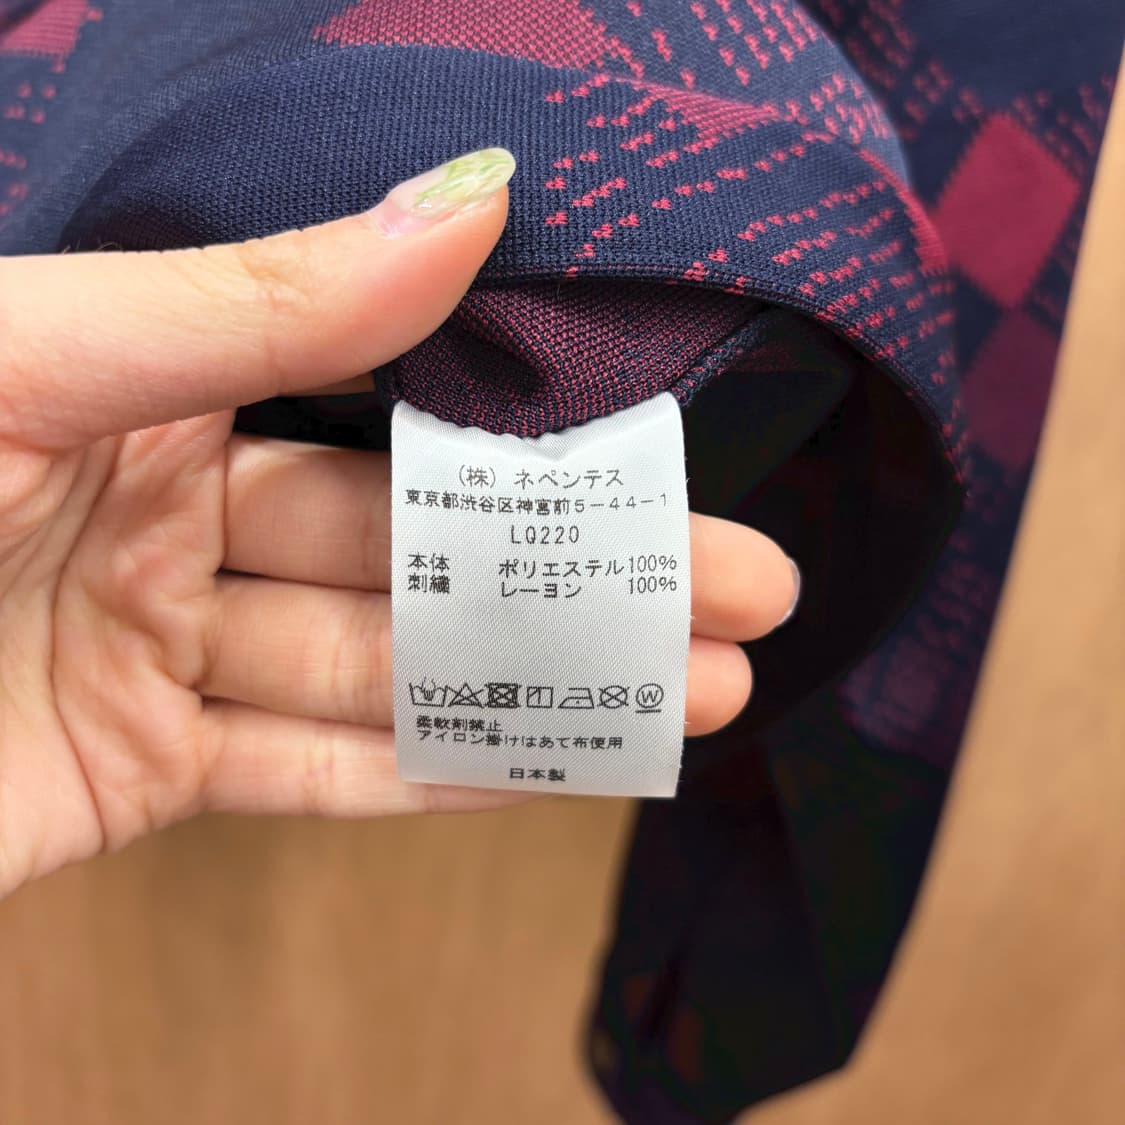 （株）ネペンテス
東京都渋谷区神宮前５－４４－１
LQ220
本体 ポリエステル100%
刺繍 レーヨン 100%
W
柔軟剤禁止
アイロン掛けはあて布使用
日本製